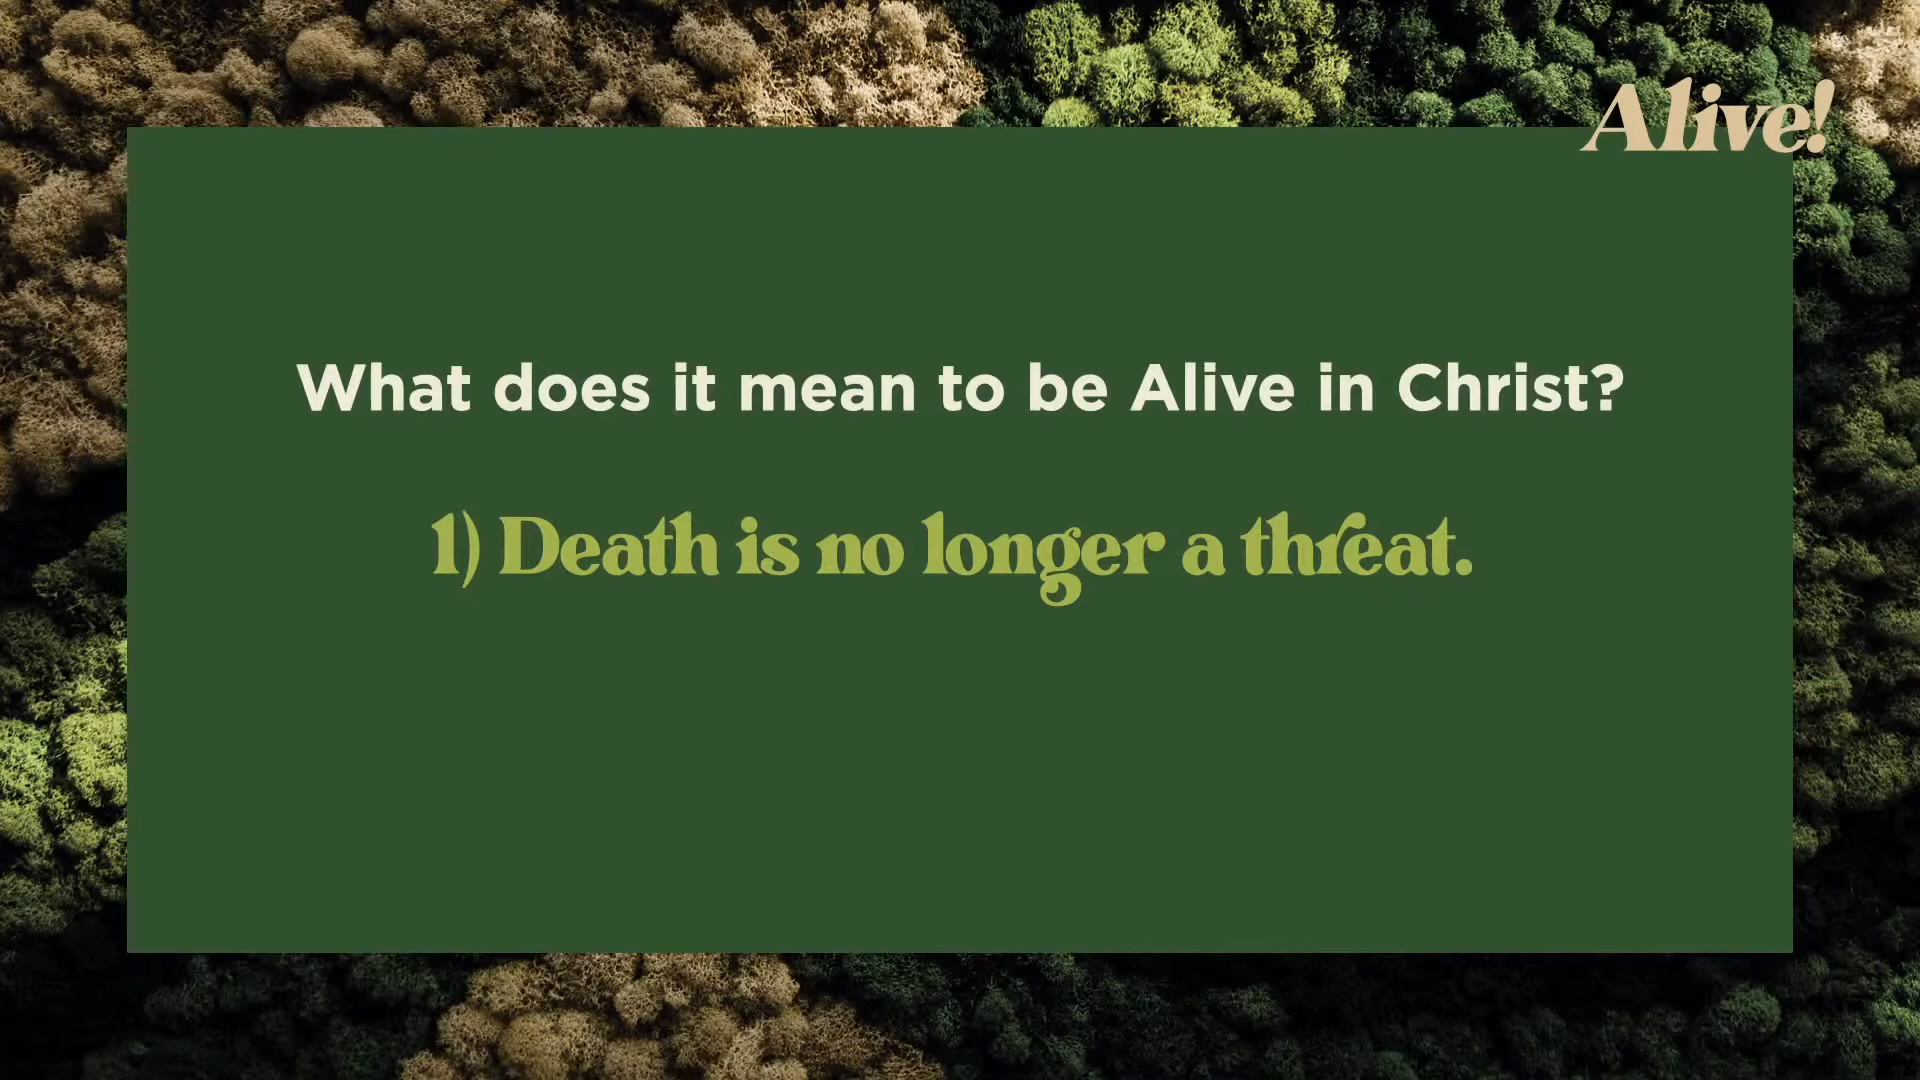 Alive!
What does it mean to be Alive in Christ?
1) Death is no longer a threat.